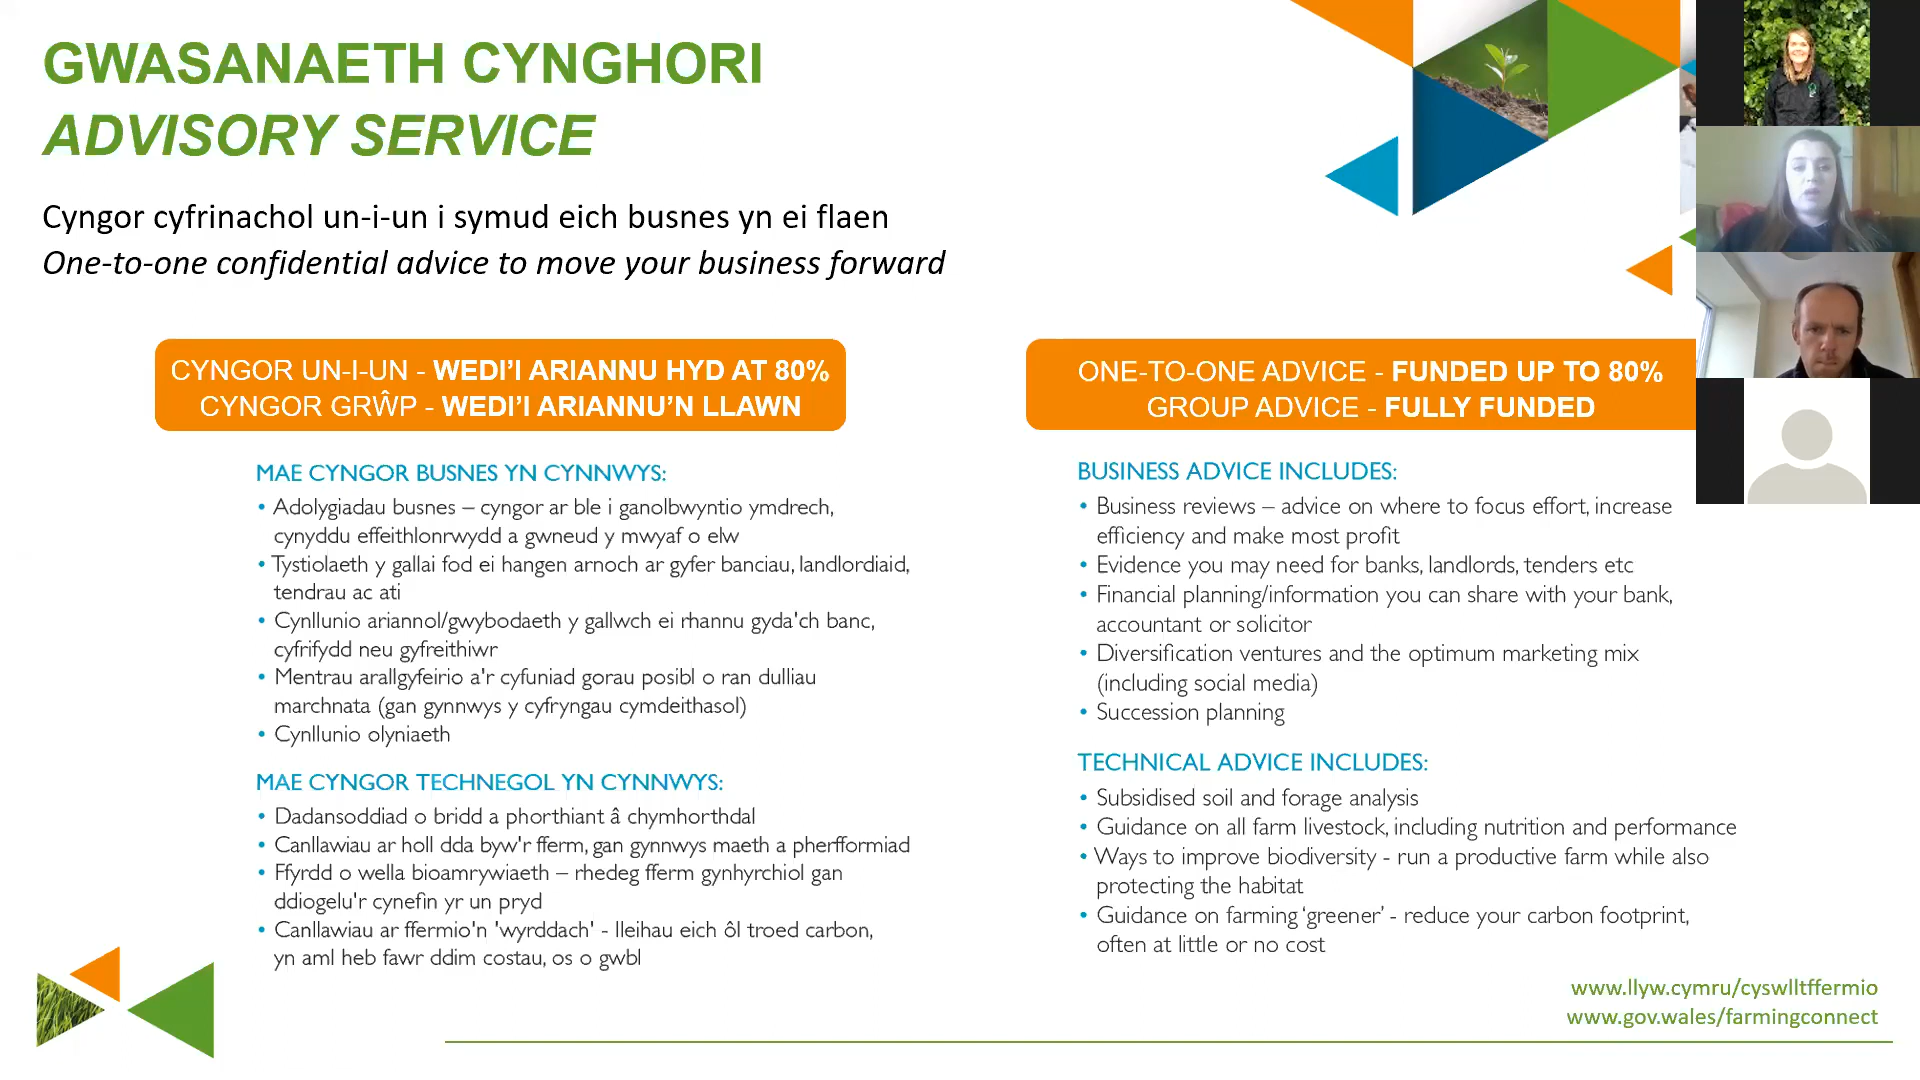 GWASANAETH CYNGHORI
ADVISORY SERVICE
Cyngor cyfrinachol un-i-un i symud eich busnes yn ei flaen
One-to-one confidential advice to move your business forward
CYNGOR UN-I-UN - WEDI’I ARIANNU HYD AT 80%
CYNGOR GRŴP - WEDI’I ARIANNU’N LLAWN
MAE CYNGOR BUSNES YN CYNNWYS:
• Adolygiadau busnes – cyngor ar ble i ganolbwyntio ymdrech,
cynyddu effeithlonrwydd a gwneud y mwyaf o elw
• Tystiolaeth y gallai fod ei hangen arnoch ar gyfer banciau, landlordiaid,
tendrau ac ati
• Cynllunio ariannol/gwybodaeth y gallwch ei rhannu gyda'ch banc,
cyfrifydd neu gyfreithiwr
• Mentrau arallgyfeirio a'r cyfuniad gorau posibl o ran dulliau
marchnata (gan gynnwys y cyfryngau cymdeithasol)
• Cynllunio olyniaeth
MAE CYNGOR TECHNEGOL YN CYNNWYS:
• Dadansoddiad o bridd a phorthiant â chymhorthdal
• Canllawiau ar holl dda byw'r fferm, gan gynnwys maeth a pherfformiad
• Ffyrdd o wella bioamrywiaeth – rhedeg fferm gynhyrchiol gan
ddiogelu'r cynefin yr un pryd
• Canllawiau ar ffermio'n 'wyrddach' - lleihau eich ôl troed carbon,
yn aml heb fawr ddim costau, os o gwbl
ONE-TO-ONE ADVICE - FUNDED UP TO 80%
GROUP ADVICE - FULLY FUNDED
BUSINESS ADVICE INCLUDES:
• Business reviews – advice on where to focus effort, increase
efficiency and make most profit
• Evidence you may need for banks, landlords, tenders etc
• Financial planning/information you can share with your bank,
accountant or solicitor
• Diversification ventures and the optimum marketing mix
(including social media)
• Succession planning
TECHNICAL ADVICE INCLUDES:
• Subsidised soil and forage analysis
• Guidance on all farm livestock, including nutrition and performance
• Ways to improve biodiversity - run a productive farm while also
protecting the habitat
• Guidance on farming ‘greener’ - reduce your carbon footprint,
often at little or no cost
www.llyw.cymru/cyswlltffermio
www.gov.wales/farmingconnect